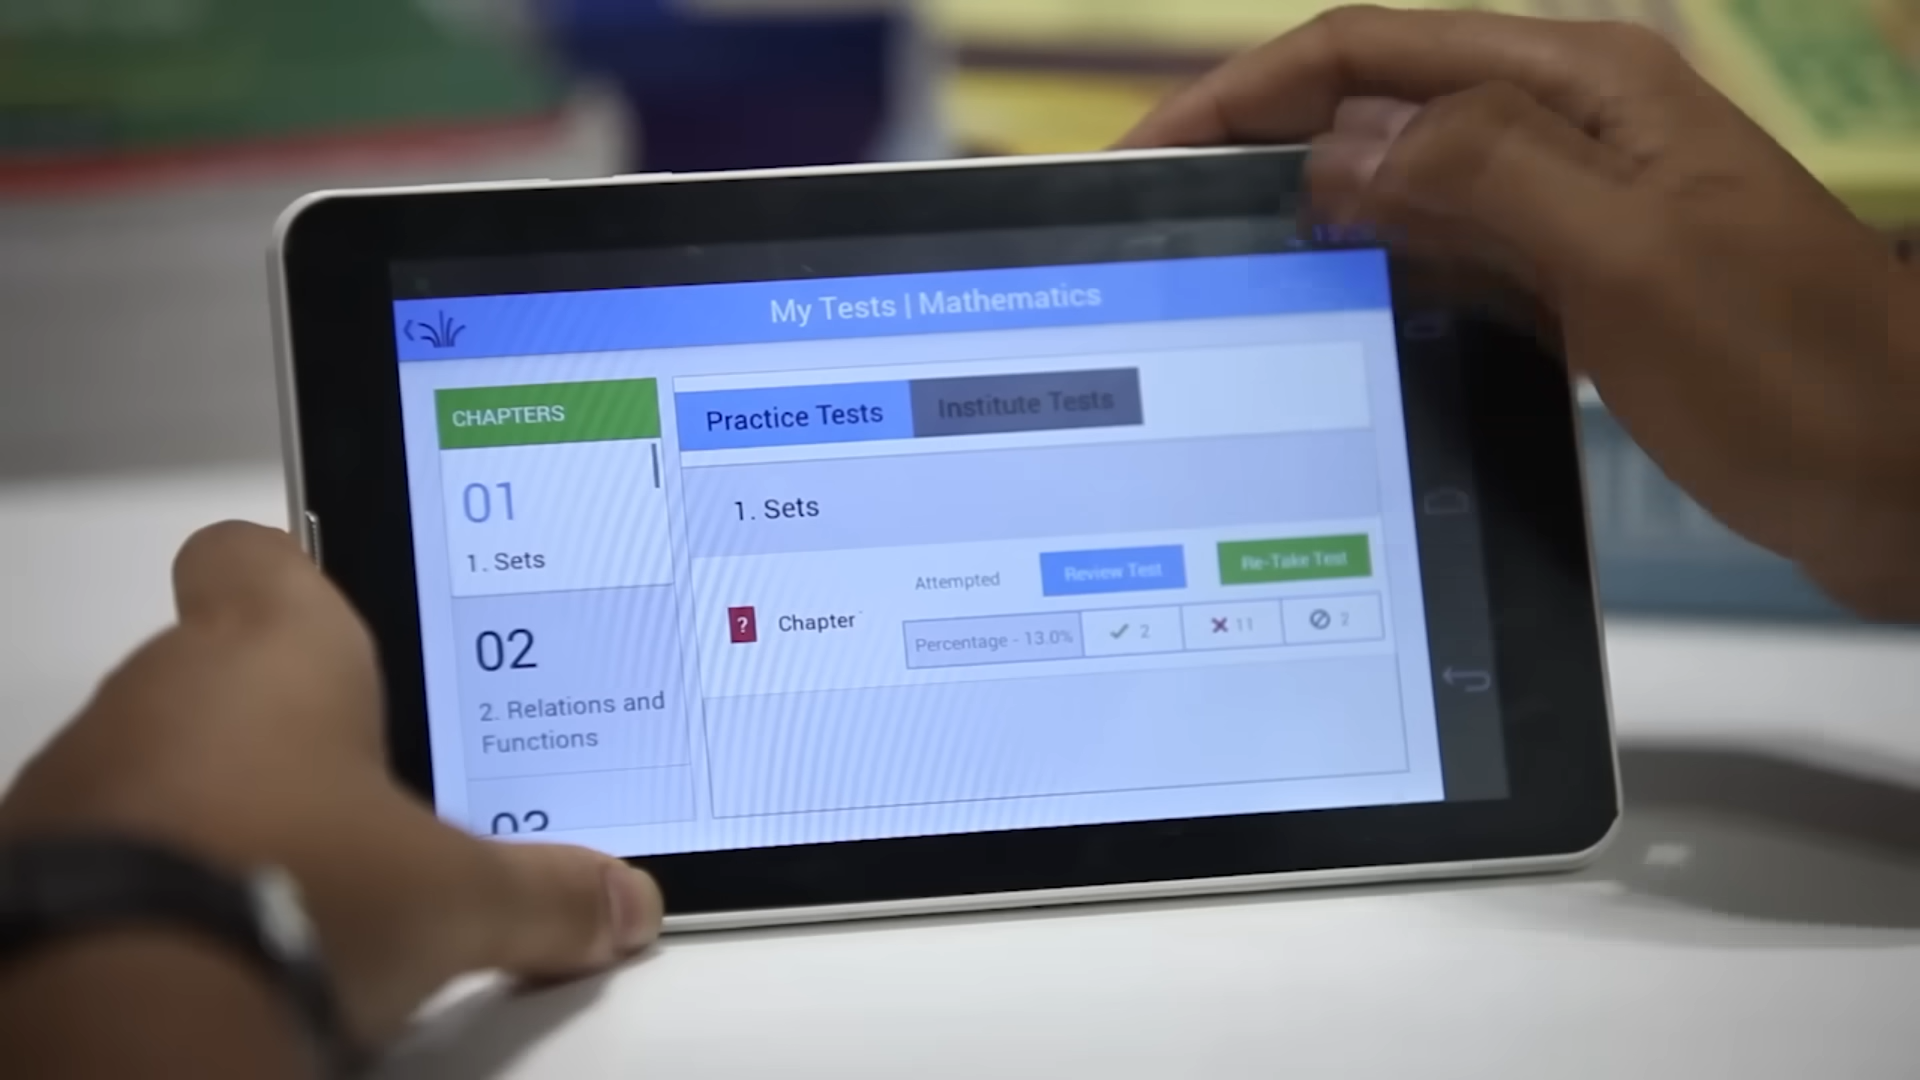 My Tests | Mathematics
CHAPTERS
01
1. Sets
02
2. Relations and
Functions
03
Practice Tests
Institute Tests
1. Sets
? Chapter
Attempted
Review Test
Re-Take Test
Percentage - 13.0%
2
11
2